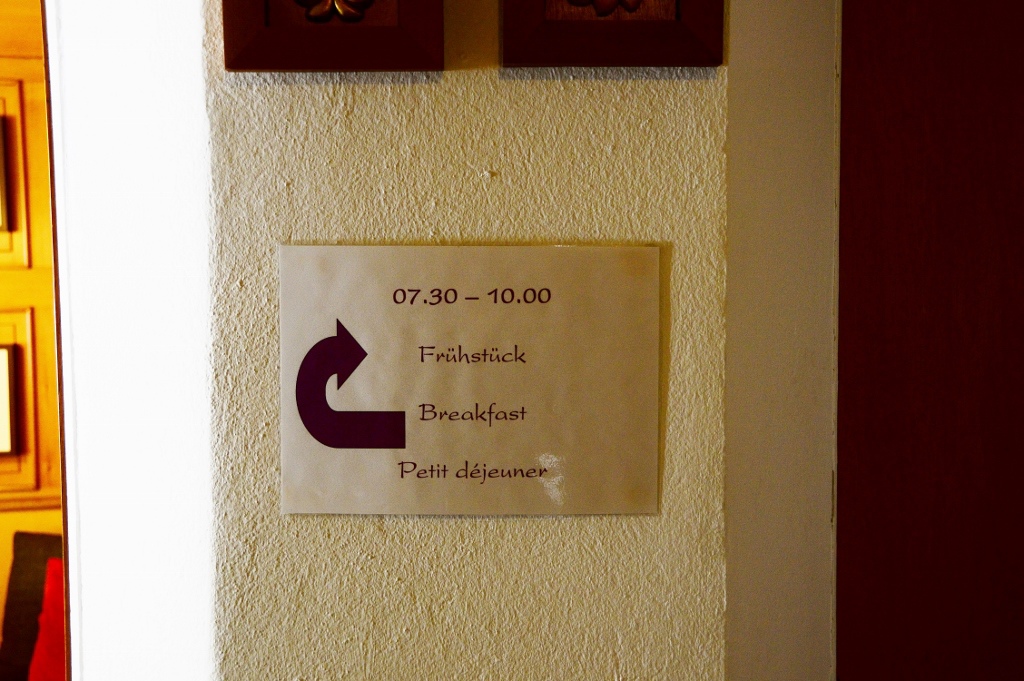 07.30 – 10.00
Frühstück
Breakfast
Petit déjeuner